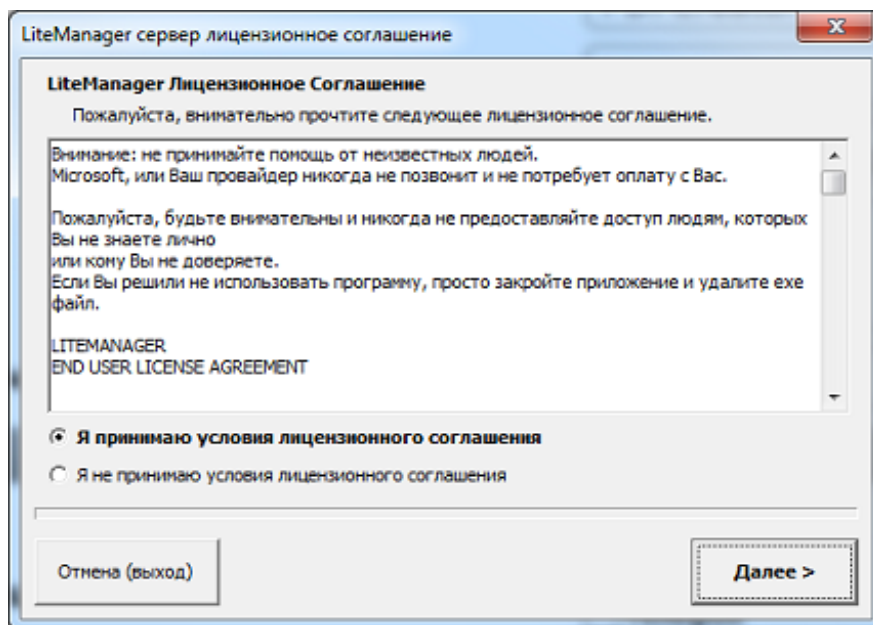 LiteManager сервер лицензионное соглашение
LiteManager Лицензионное Соглашение
Пожалуйста, внимательно прочтите следующее лицензионное соглашение.
Внимание: не принимайте помощь от неизвестных людей.
Microsoft, или Ваш провайдер никогда не позвонит и не потребует оплату с Вас.
Пожалуйста, будьте внимательны и никогда не предоставляйте доступ людям, которых
Вы не знаете лично
или кому Вы не доверяете.
Если Вы решили не использовать программу, просто закройте приложение и удалите exe
файл.
LITEMANAGER
END USER LICENSE AGREEMENT
Я принимаю условия лицензионного соглашения
Я не принимаю условия лицензионного соглашения
Отмена (выход)
Далее >